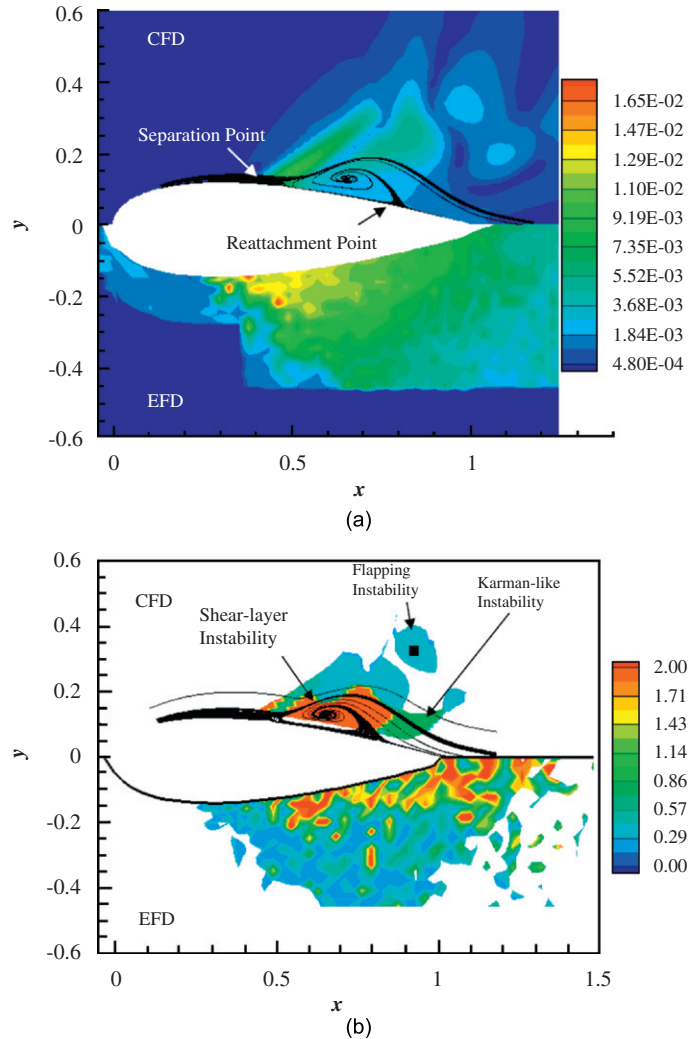 0.6
CFD
0.4
Separation Point
0.2
0
y
Reattachment Point
-0.2
-0.4
EFD
-0.6
0
0.5
1
x
1.65E-02
1.47E-02
1.29E-02
1.10E-02
9.19E-03
7.35E-03
5.52E-03
3.68E-03
1.84E-03
4.80E-04
(a)
0.6
CFD
Flapping
Instability
Karman-like
Instability
0.4
Shear-layer
Instability
0.2
0
y
-0.2
-0.4
EFD
-0.6
0
0.5
1
1.5
x
2.00
1.71
1.43
1.14
0.86
0.57
0.29
0.00
(b)